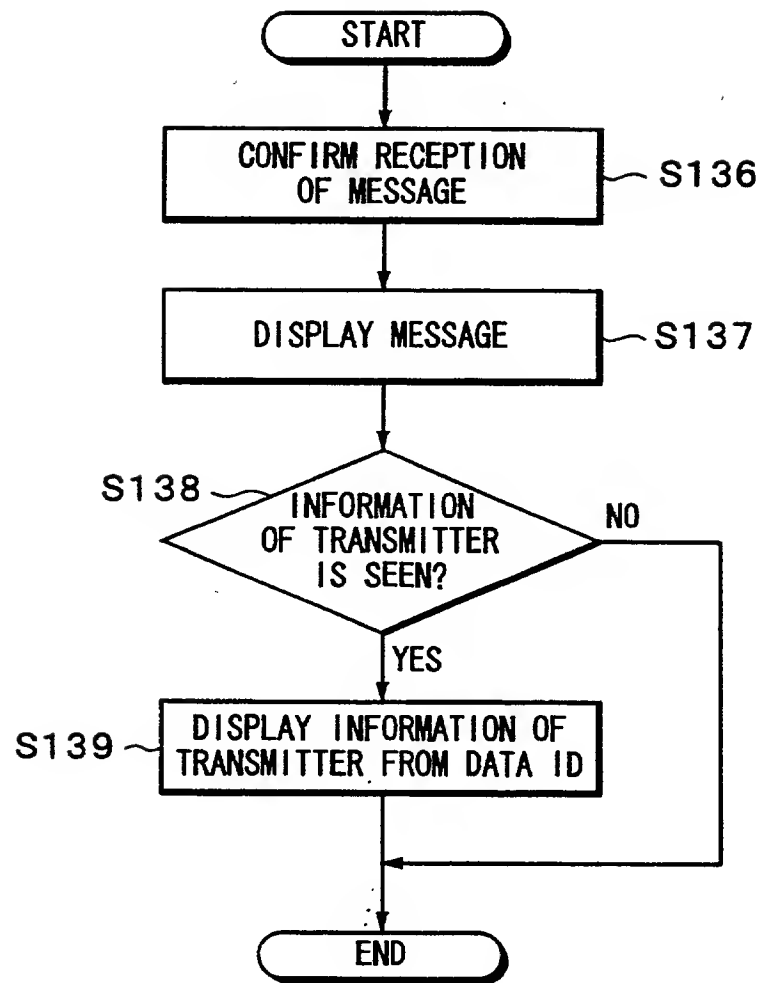 START
CONFIRM RECEPTION
OF MESSAGE
S136
DISPLAY MESSAGE
S137
S138
INFORMATION
OF TRANSMITTER
IS SEEN?
NO
YES
S139
DISPLAY INFORMATION OF
TRANSMITTER FROM DATA ID
END